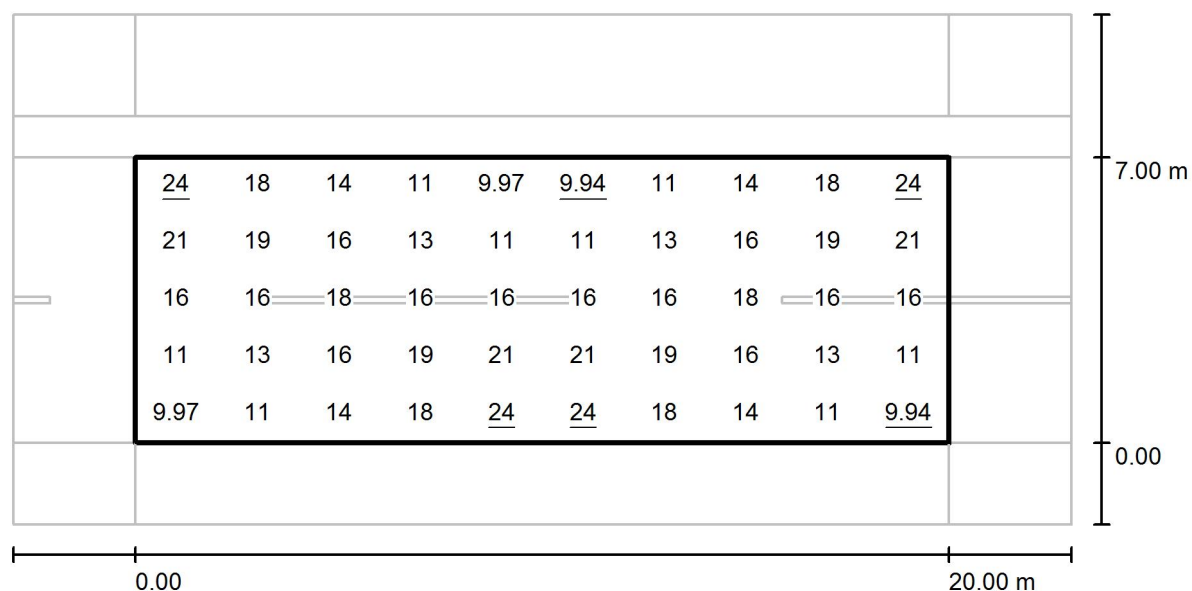 24 18 14 11 9.97 9.94 11 14 18 24
7.00 m
21 19 16 13 11 11 13 16 19 21
16 16 18 16 16 16 16 18 16 16
11 13 16 19 21 21 19 16 13 11
9.97 11 14 18 24 24 18 14 11 9.94
0.00
0.00 20.00 m